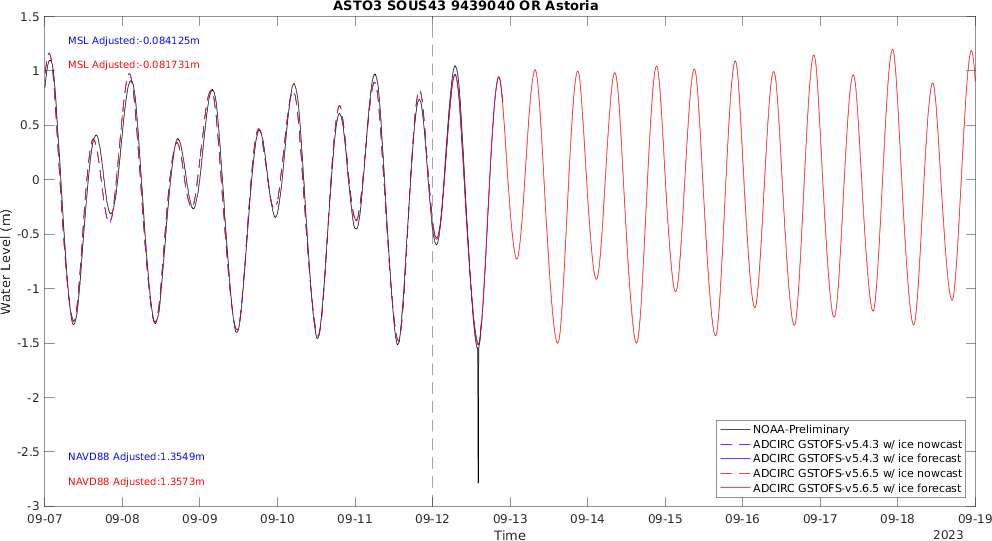 ASTO3 SOUS43 9439040 OR Astoria
MSL Adjusted:-0.084125m
MSL Adjusted:-0.081731m
NAVD88 Adjusted:1.3549m
NAVD88 Adjusted:1.3573m
Water Level (m)
1.5
1
0.5
0
-0.5
-1
-1.5
-2
-2.5
-3
NOAA-Preliminary
ADCIRC GSTOFS-v5.4.3 w/ ice nowcast
ADCIRC GSTOFS-v5.4.3 w/ ice forecast
ADCIRC GSTOFS-v5.6.5 w/ ice nowcast
ADCIRC GSTOFS-v5.6.5 w/ ice forecast
09-07 09-08 09-09 09-10 09-11 09-12 09-13 09-14 09-15 09-16 09-17 09-18 09-19
Time
2023